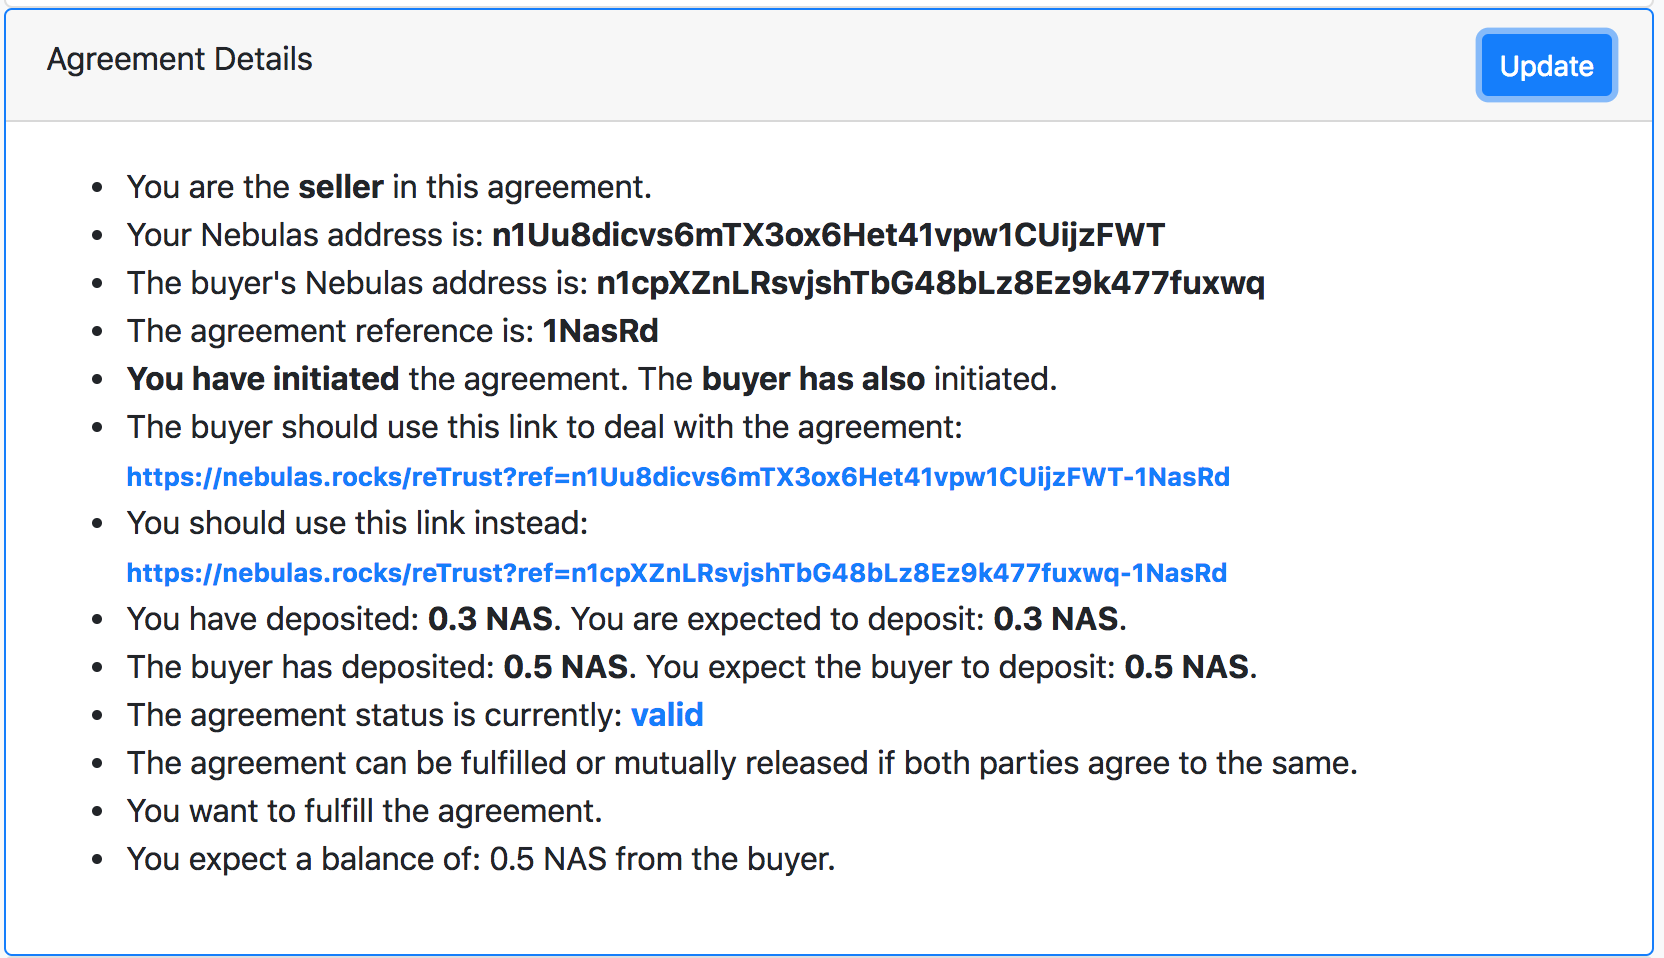 Agreement Details
Update
• You are the seller in this agreement.
• Your Nebulas address is: n1Uu8dicvs6mTX3ox6Het41vpw1CUijzFWT
• The buyer's Nebulas address is: n1cpXZnLRsvjshTbG48bLz8Ez9k477fuxwq
• The agreement reference is: 1NasRd
• You have initiated the agreement. The buyer has also initiated.
• The buyer should use this link to deal with the agreement:
https://nebulas.rocks/reTrust?ref=n1Uu8dicvs6mTX3ox6Het41vpw1CUijzFWT-1NasRd
• You should use this link instead:
https://nebulas.rocks/reTrust?ref=n1cpXZnLRsvjshTbG48bLz8Ez9k477fuxwq-1NasRd
• You have deposited: 0.3 NAS. You are expected to deposit: 0.3 NAS.
• The buyer has deposited: 0.5 NAS. You expect the buyer to deposit: 0.5 NAS.
• The agreement status is currently: valid
• The agreement can be fulfilled or mutually released if both parties agree to the same.
• You want to fulfill the agreement.
• You expect a balance of: 0.5 NAS from the buyer.